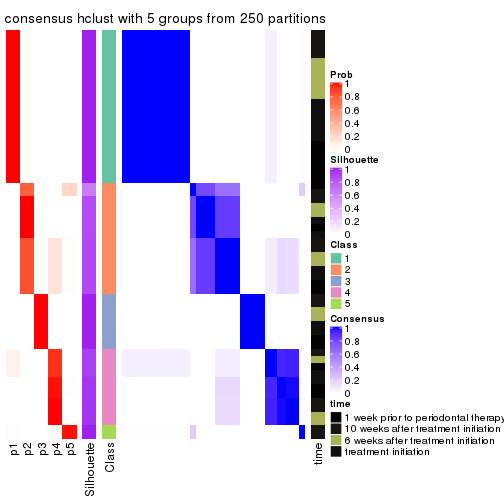 consensus hclust with 5 groups from 250 partitions
Prob
1
0.8
0.6
0.4
0.2
0
Silhouette
1
0.8
0.6
0.4
0.2
0
Class
1
2
3
4
5
Consensus
1
0.8
0.6
0.4
0.2
0
time
1 week prior to periodontal therapy
10 weeks after treatment initiation
6 weeks after treatment initiation
treatment initiation
p1
p2
p3
p4
p5
Silhouette
Class
time